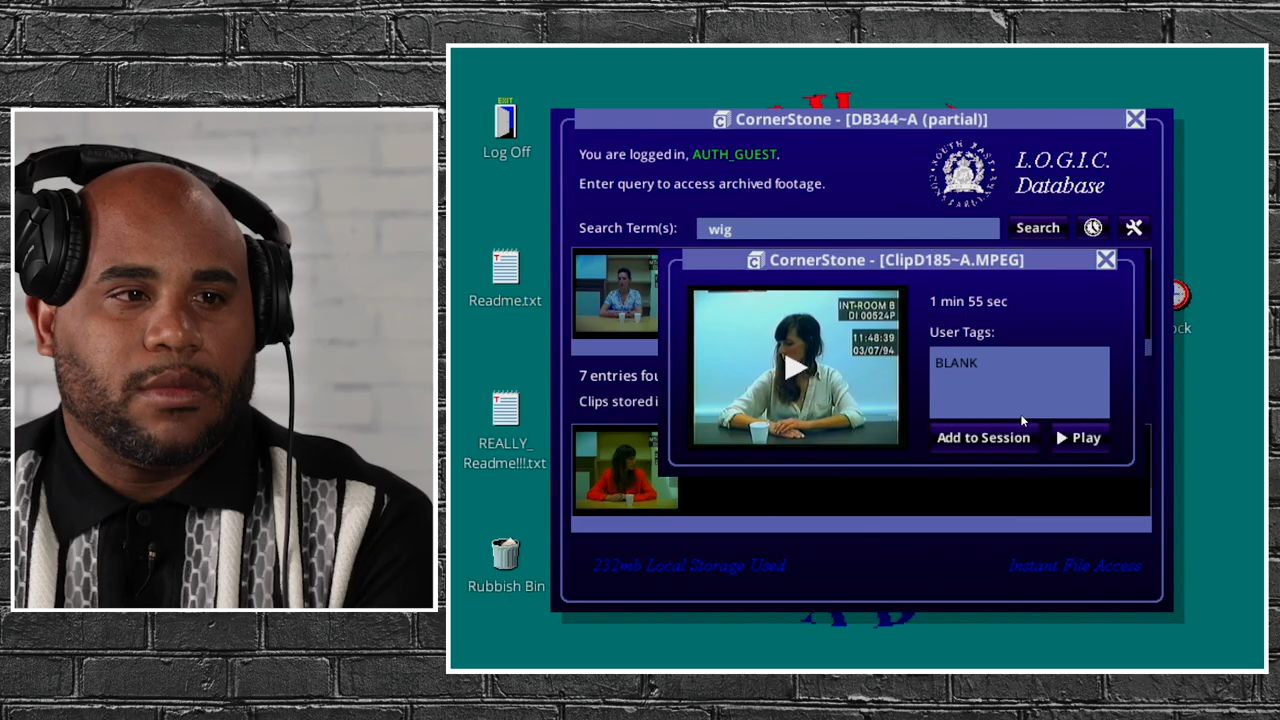 EXIT
Log Off
Readme.txt
REALLY_
Readme!!!.txt
Rubbish Bin
CornerStone - [DB344~A (partial)]
You are logged in, AUTH_GUEST.
Enter query to access archived footage.
L.O.G.I.C.
Database
Search Term(s):
wig
Search
CornerStone - [ClipD185~A.MPEG]
INT-ROOM B
DI 00524P
11:48:39
03/07/94
1 min 55 sec
User Tags:
BLANK
Add to Session
Play
7 entries fou
Clips stored i
232mb Local Storage Used
Instant File Access
ock